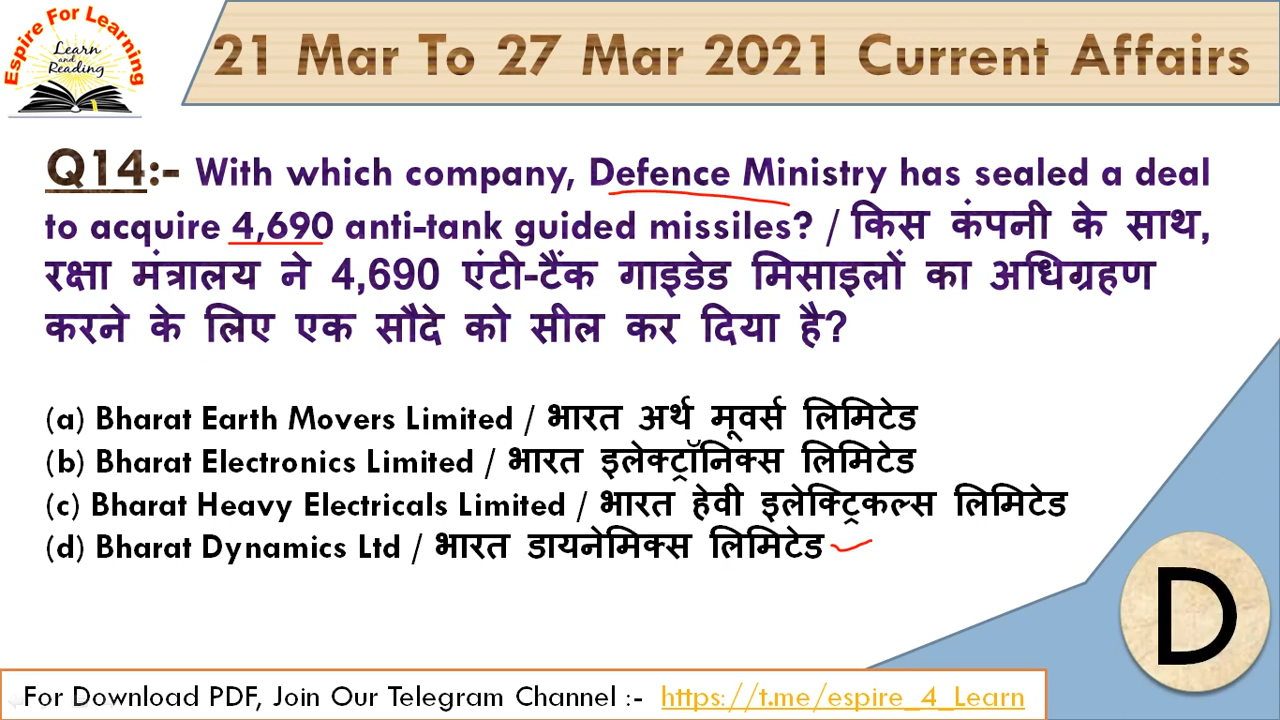 Espire For Learning
Learn
and
Reading
21 Mar To 27 Mar 2021 Current Affairs
Q14:- With which company, Defence Ministry has sealed a deal
to acquire 4,690 anti-tank guided missiles? / किस कंपनी के साथ,
रक्षा मंत्रालय ने 4,690 एंटी-टैंक गाइडेड मिसाइलों का अधिग्रहण
करने के लिए एक सौदे को सील कर दिया है?
(a) Bharat Earth Movers Limited / भारत अर्थ मूवर्स लिमिटेड
(b) Bharat Electronics Limited / भारत इलेक्ट्रॉनिक्स लिमिटेड
(c) Bharat Heavy Electricals Limited / भारत हेवी इलेक्ट्रिकल्स लिमिटेड
(d) Bharat Dynamics Ltd / भारत डायनेमिक्स लिमिटेड
D
For Download PDF, Join Our Telegram Channel :- https://t.me/espire_4_Learn